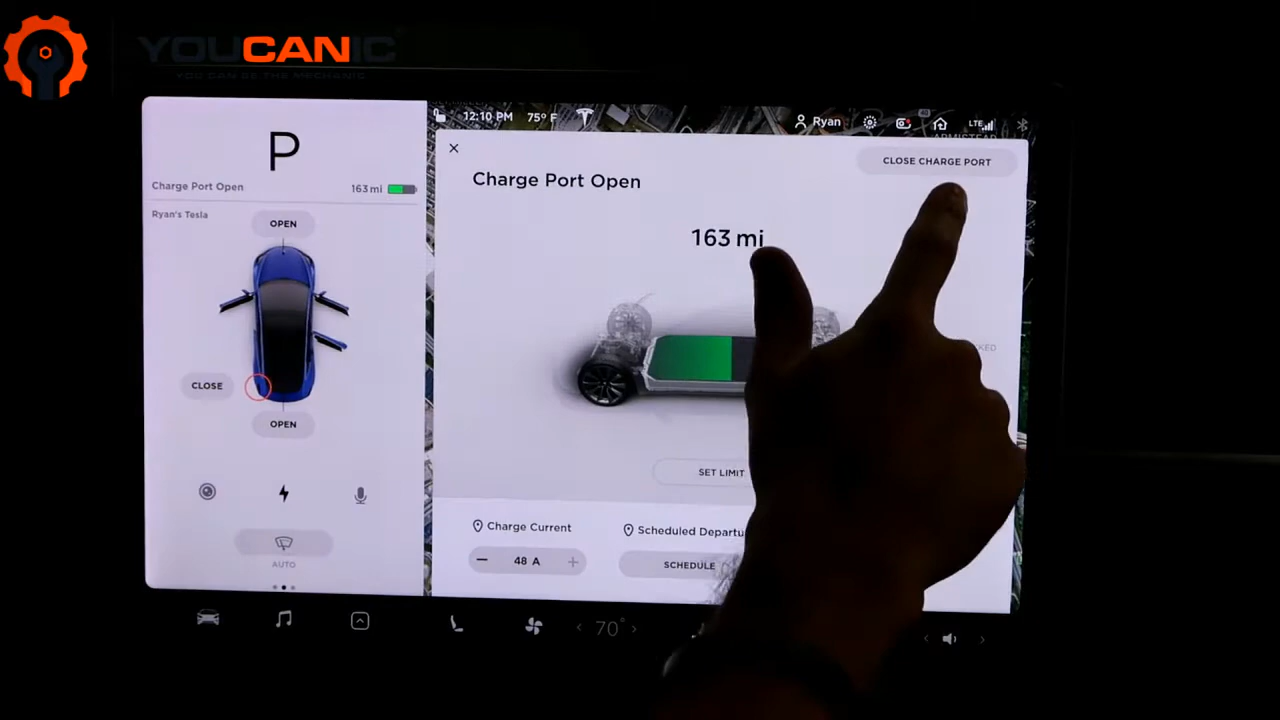 YOUCANIC
YOU CAN BE THE MECHANIC
P
Charge Port Open
163 mi
Ryan's Tesla
OPEN
CLOSE
OPEN
AUTO
12:10 PM
75° F
Ryan
LTE
CLOSE CHARGE PORT
Charge Port Open
163 mi
SET LIMIT
Charge Current
48 A
Scheduled Departu
SCHEDULE
70°